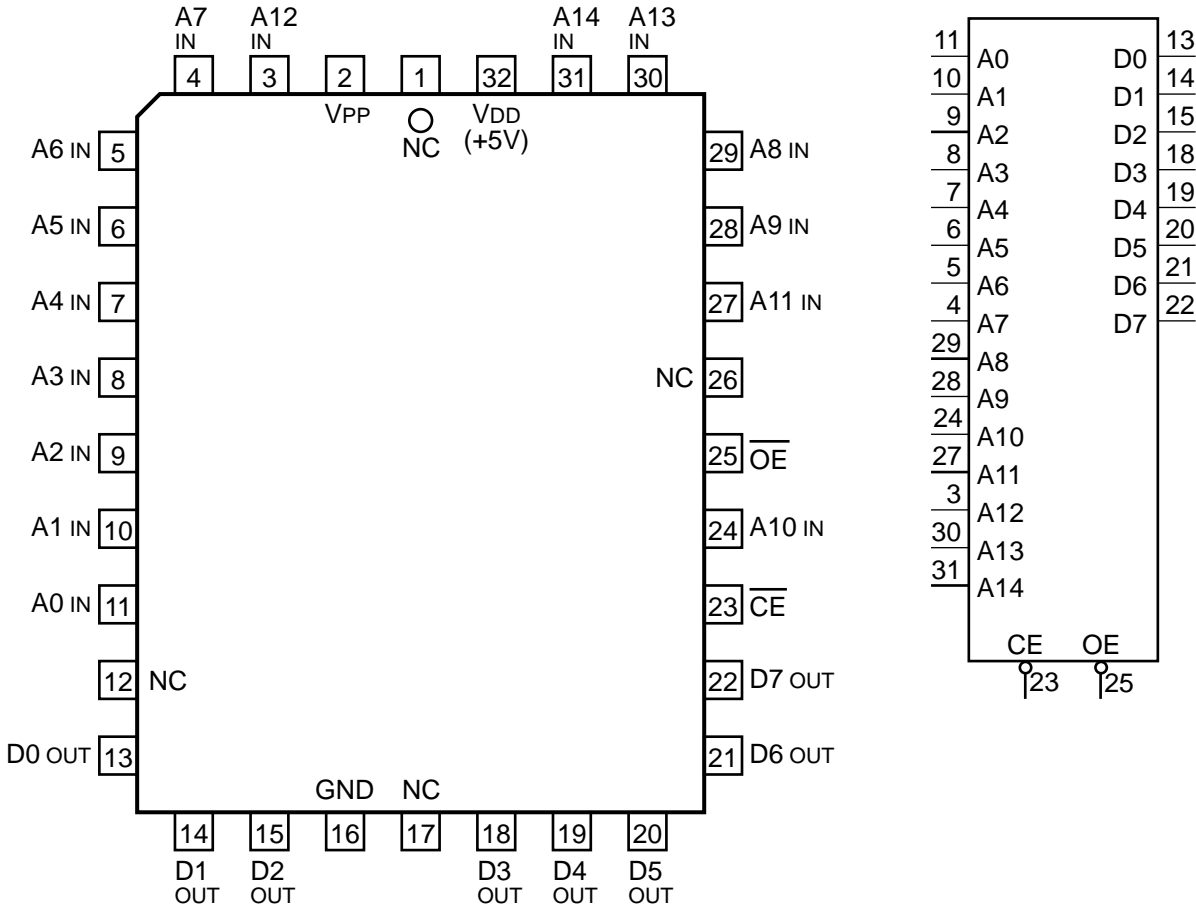 A7 IN
A12 IN
A14 IN
A13 IN
4
3
2
1
32
31
30
VPP
NC
VDD
(+5V)
A6 IN 5
29 A8 IN
A5 IN 6
28 A9 IN
A4 IN 7
27 A11 IN
A3 IN 8
NC 26
A2 IN 9
25 OE
A1 IN 10
24 A10 IN
A0 IN 11
23 CE
12 NC
22 D7 OUT
D0 OUT 13
21 D6 OUT
GND
NC
14
15
16
17
18
19
20
D1 OUT
D2 OUT
D3 OUT
D4 OUT
D5 OUT
11 A0
D0 13
10 A1
D1 14
9 A2
D2 15
8 A3
D3 18
7 A4
D4 19
6 A5
D5 20
5 A6
D6 21
4 A7
D7 22
29 A8
28 A9
24 A10
27 A11
3 A12
30 A13
31 A14
CE
OE
23
25